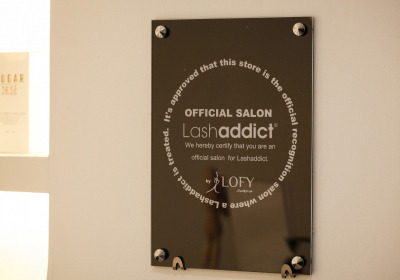 It's approved that this store is the official recognition salon where a Lashaddict is treated.
OFFICIAL SALON
Lashaddict
We hereby certify that you are an
official salon for Lashaddict.
by LOFY
UGAR